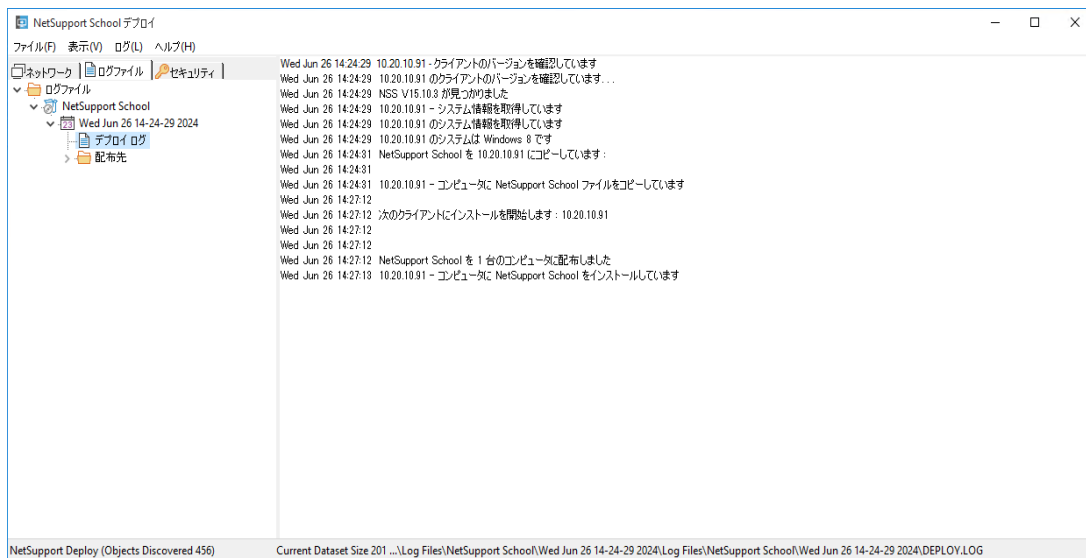 NetSupport School デプロイ
ファイル(F) 表示(V) ログ(L) ヘルプ(H)
ネットワーク ログファイル セキュリティ
ログファイル
NetSupport School
Wed Jun 26 14-24-29 2024
デプロイ ログ
配布先
Wed Jun 26 14:24:29 10.20.10.91 - クライアントのバージョンを確認しています
Wed Jun 26 14:24:29 10.20.10.91 のクライアントのバージョンを確認しています...
Wed Jun 26 14:24:29 NSS V15.10.3 が見つかりました
Wed Jun 26 14:24:29 10.20.10.91 - システム情報を取得しています
Wed Jun 26 14:24:29 10.20.10.91 のシステム情報を取得しています
Wed Jun 26 14:24:29 10.20.10.91 のシステムは Windows 8 です
Wed Jun 26 14:24:31 NetSupport School を 10.20.10.91 にコピーしています :
Wed Jun 26 14:24:31
Wed Jun 26 14:24:31 10.20.10.91 - コンピュータに NetSupport School ファイルをコピーしています
Wed Jun 26 14:27:12
Wed Jun 26 14:27:12 次のクライアントにインストールを開始します : 10.20.10.91
Wed Jun 26 14:27:12
Wed Jun 26 14:27:12
Wed Jun 26 14:27:12 NetSupport School を 1 台のコンピュータに配布しました
Wed Jun 26 14:27:13 10.20.10.91 - コンピュータに NetSupport School をインストールしています
NetSupport Deploy (Objects Discovered 456) Current Dataset Size 201 ...\Log Files\NetSupport School\Wed Jun 26 14-24-29 2024\Log Files\NetSupport School\Wed Jun 26 14-24-29 2024\DEPLOY.LOG